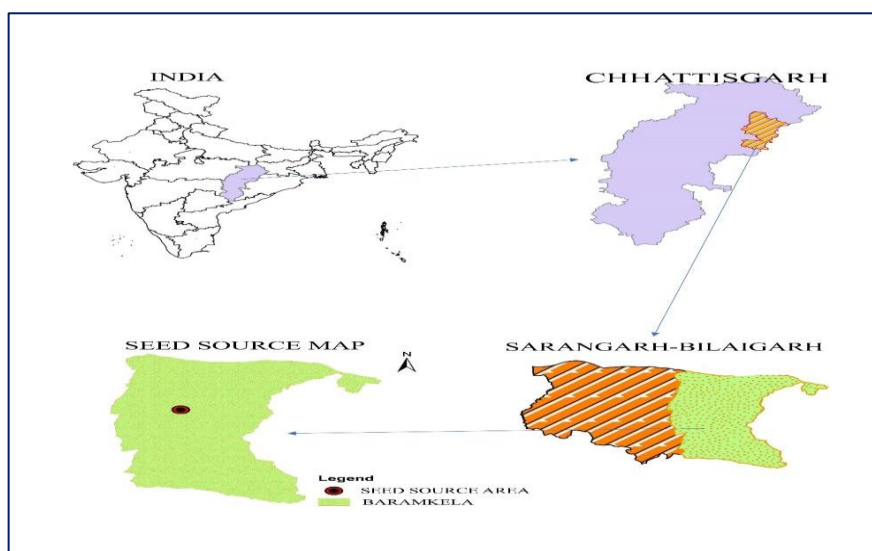 INDIA
CHHATTISGARH
SEED SOURCE MAP
N
SARANGARH-BILAIGARH
Legend
SEED SOURCE AREA
BARAMKELA